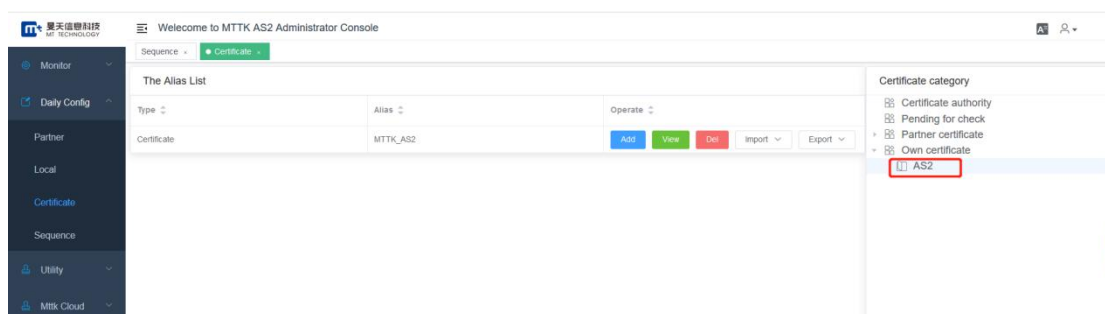 昊天信息科技
MT TECHNOLOGY
Welecome to MTTK AS2 Administrator Console
Sequence
Certificate
Monitor
Daily Config
Partner
Local
Certificate
Sequence
Utility
Mttk Cloud
The Alias List
Type Alias Operate
Certificate MTTK_AS2 Add View Del Import Export
Certificate category
Certificate authority
Pending for check
Partner certificate
Own certificate
AS2